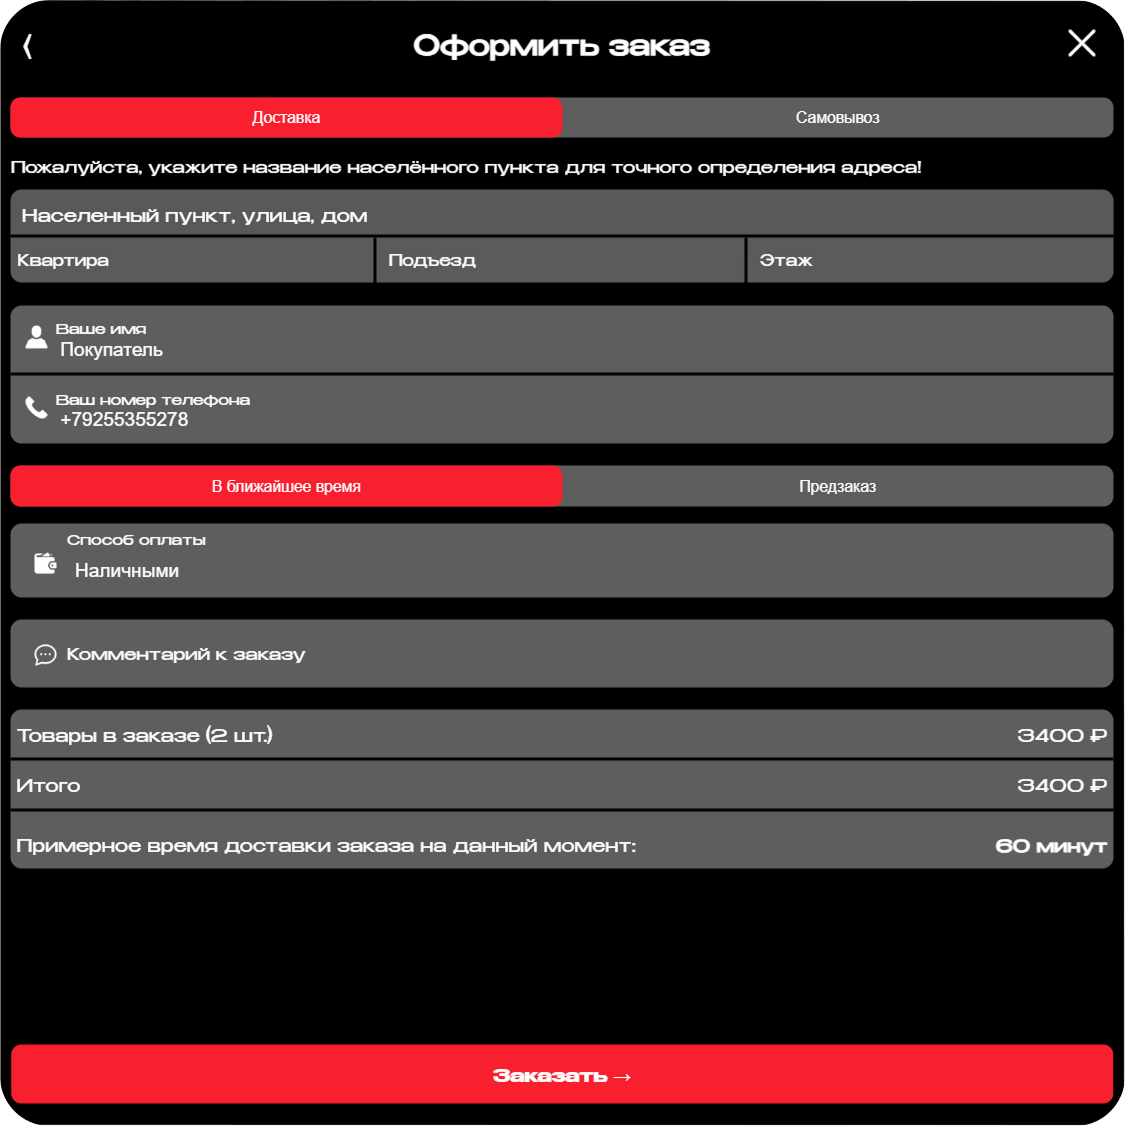 Оформить заказ
Доставка
Самовывоз
Пожалуйста, укажите название населённого пункта для точного определения адреса!
Населенный пункт, улица, дом
Квартира
Подъезд
Этаж
Ваше имя
Покупатель
Ваш номер телефона
+79255355278
В ближайшее время
Предзаказ
Способ оплаты
Наличными
Комментарий к заказу
Товары в заказе (2 шт.) 3400 ₽
Итого 3400 ₽
Примерное время доставки заказа на данный момент: 60 минут
Заказать →